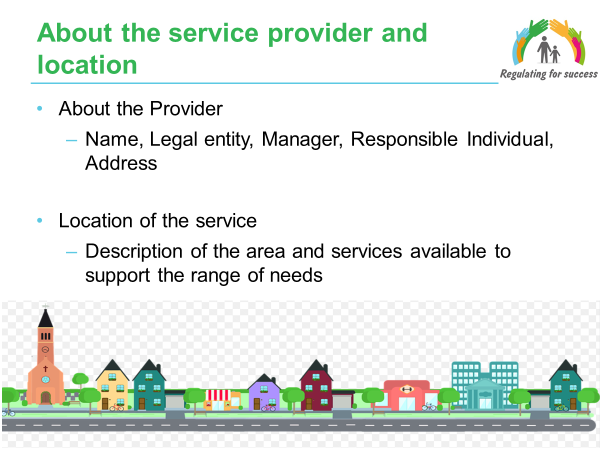 About the service provider and
location
Regulating for success
• About the Provider
– Name, Legal entity, Manager, Responsible Individual,
Address
• Location of the service
– Description of the area and services available to
support the range of needs